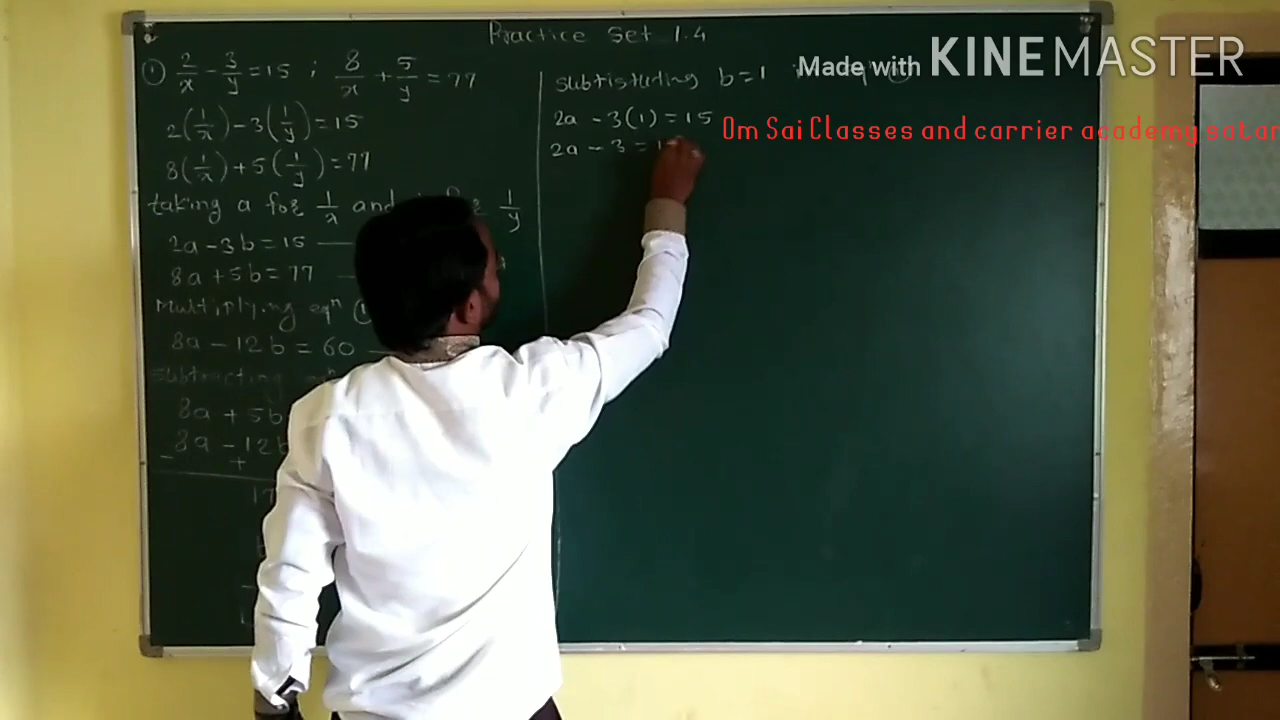 Practice Set 1.4
① 2/x - 3/y = 15 ; 8/x + 5/y = 77
2(1/x) - 3(1/y) = 15
8(1/x) + 5(1/y) = 77
taking a for 1/x and 1/y
2a - 3b = 15
8a + 5b = 77
Multiplying eqⁿ ①
8a - 12b = 60
Subtracting
8a + 5b
- 8a - 12b
+
17
Subtistuting b = 1
2a - 3(1) = 15
2a - 3 = 15
Made with KINEMASTER
Om Sai Classes and carrier academy satar